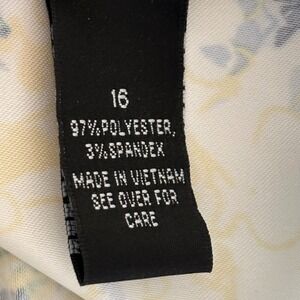 16
97%POLYESTER,
3%SPANDEX
MADE IN VIETNAM
SEE OVER FOR
CARE